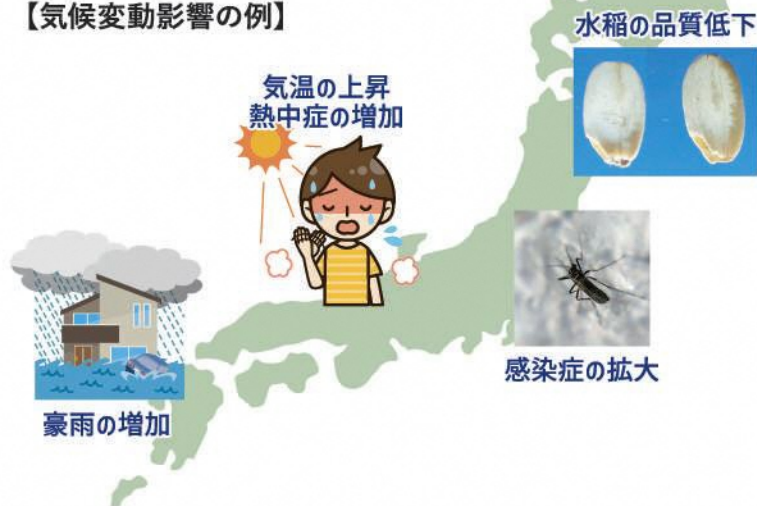 【気候変動影響の例】
水稲の品質低下
気温の上昇
熱中症の増加
感染症の拡大
豪雨の増加